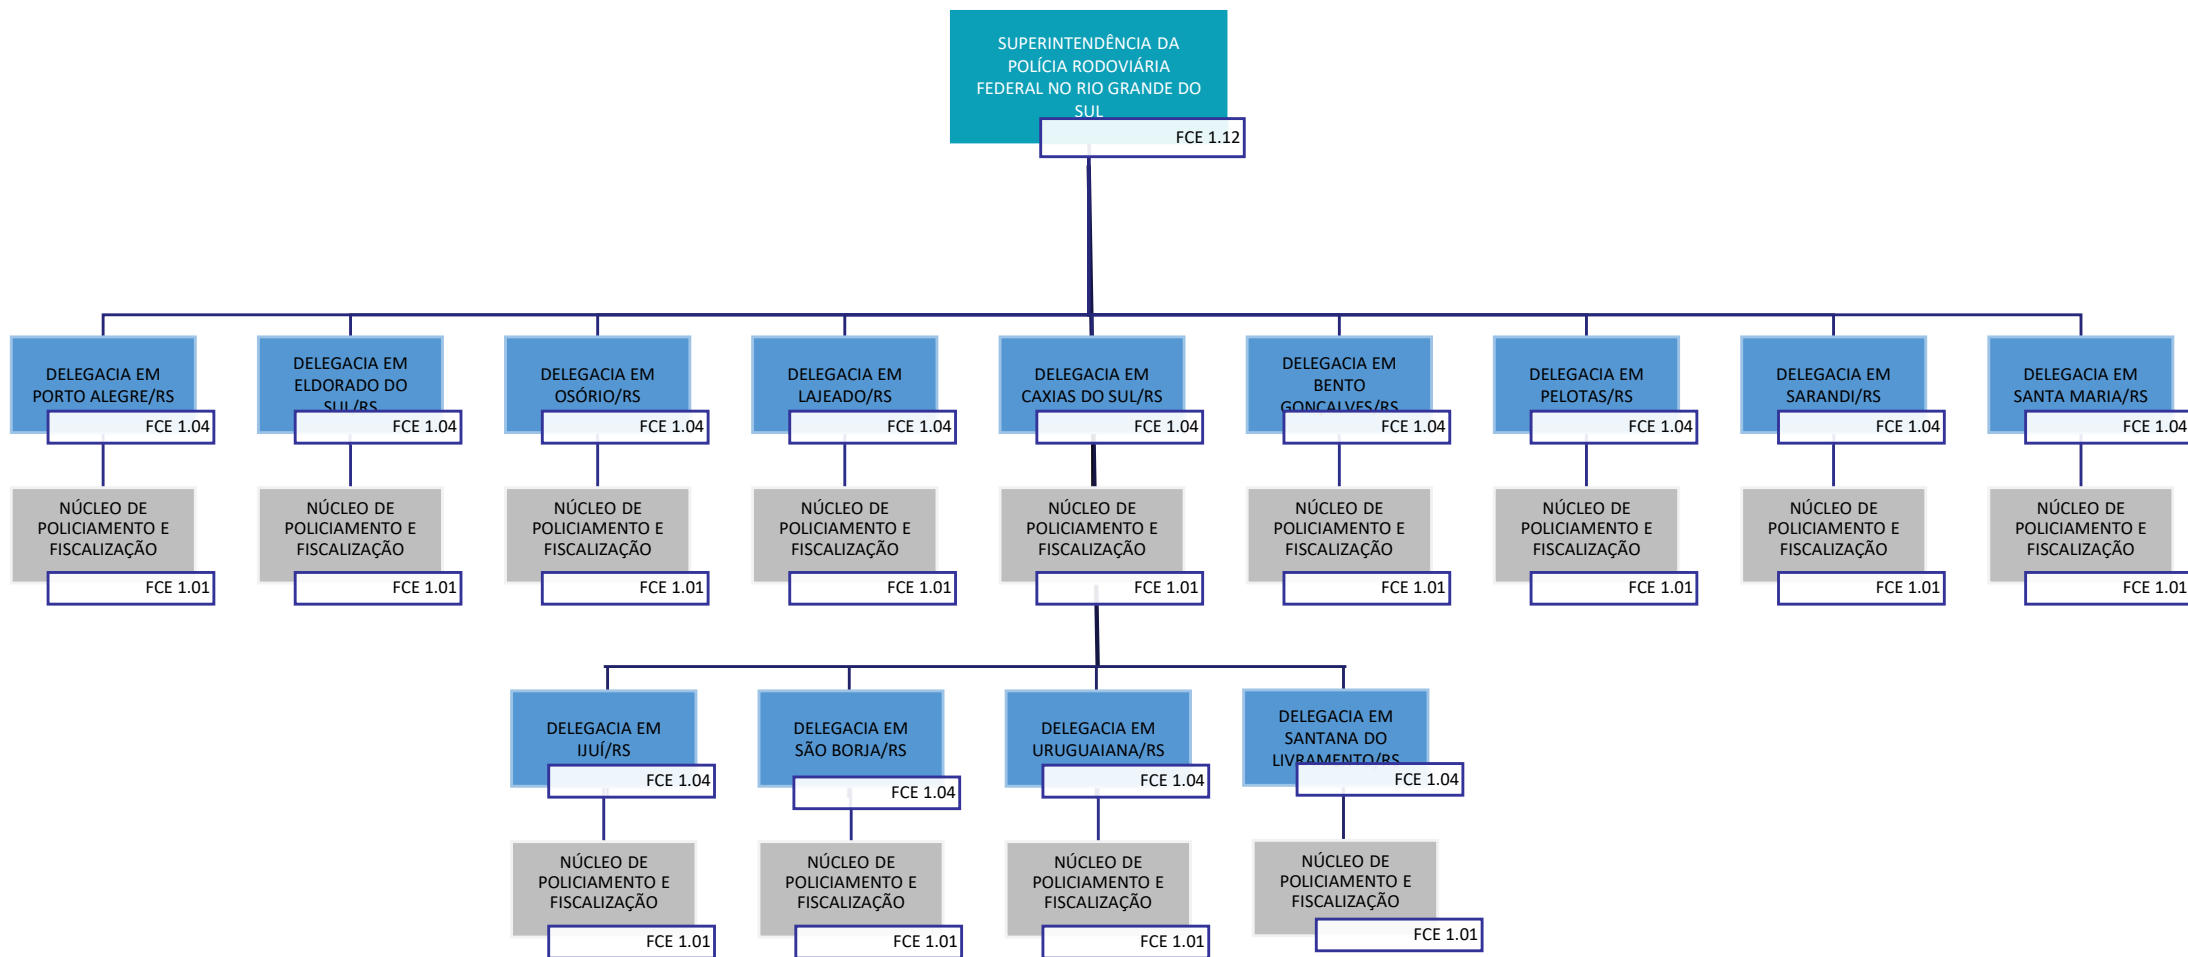 SUPERINTENDÊNCIA DA
POLÍCIA RODOVIÁRIA
FEDERAL NO RIO GRANDE DO
SUL
FCE 1.12
DELEGACIA EM
PORTO ALEGRE/RS
FCE 1.04
DELEGACIA EM
ELDORADO DO
SUL/RS
FCE 1.04
DELEGACIA EM
OSÓRIO/RS
FCE 1.04
DELEGACIA EM
LAJEADO/RS
FCE 1.04
DELEGACIA EM
CAXIAS DO SUL/RS
FCE 1.04
DELEGACIA EM
BENTO
GONÇALVES/RS
FCE 1.04
DELEGACIA EM
PELOTAS/RS
FCE 1.04
DELEGACIA EM
SARANDI/RS
FCE 1.04
DELEGACIA EM
SANTA MARIA/RS
FCE 1.04
NÚCLEO DE
POLICIAMENTO E
FISCALIZAÇÃO
FCE 1.01
NÚCLEO DE
POLICIAMENTO E
FISCALIZAÇÃO
FCE 1.01
NÚCLEO DE
POLICIAMENTO E
FISCALIZAÇÃO
FCE 1.01
NÚCLEO DE
POLICIAMENTO E
FISCALIZAÇÃO
FCE 1.01
NÚCLEO DE
POLICIAMENTO E
FISCALIZAÇÃO
FCE 1.01
NÚCLEO DE
POLICIAMENTO E
FISCALIZAÇÃO
FCE 1.01
NÚCLEO DE
POLICIAMENTO E
FISCALIZAÇÃO
FCE 1.01
NÚCLEO DE
POLICIAMENTO E
FISCALIZAÇÃO
FCE 1.01
NÚCLEO DE
POLICIAMENTO E
FISCALIZAÇÃO
FCE 1.01
DELEGACIA EM
IJUÍ/RS
FCE 1.04
DELEGACIA EM
SÃO BORJA/RS
FCE 1.04
DELEGACIA EM
URUGUAIANA/RS
FCE 1.04
DELEGACIA EM
SANTANA DO
LIVRAMENTO/RS
FCE 1.04
NÚCLEO DE
POLICIAMENTO E
FISCALIZAÇÃO
FCE 1.01
NÚCLEO DE
POLICIAMENTO E
FISCALIZAÇÃO
FCE 1.01
NÚCLEO DE
POLICIAMENTO E
FISCALIZAÇÃO
FCE 1.01
NÚCLEO DE
POLICIAMENTO E
FISCALIZAÇÃO
FCE 1.01